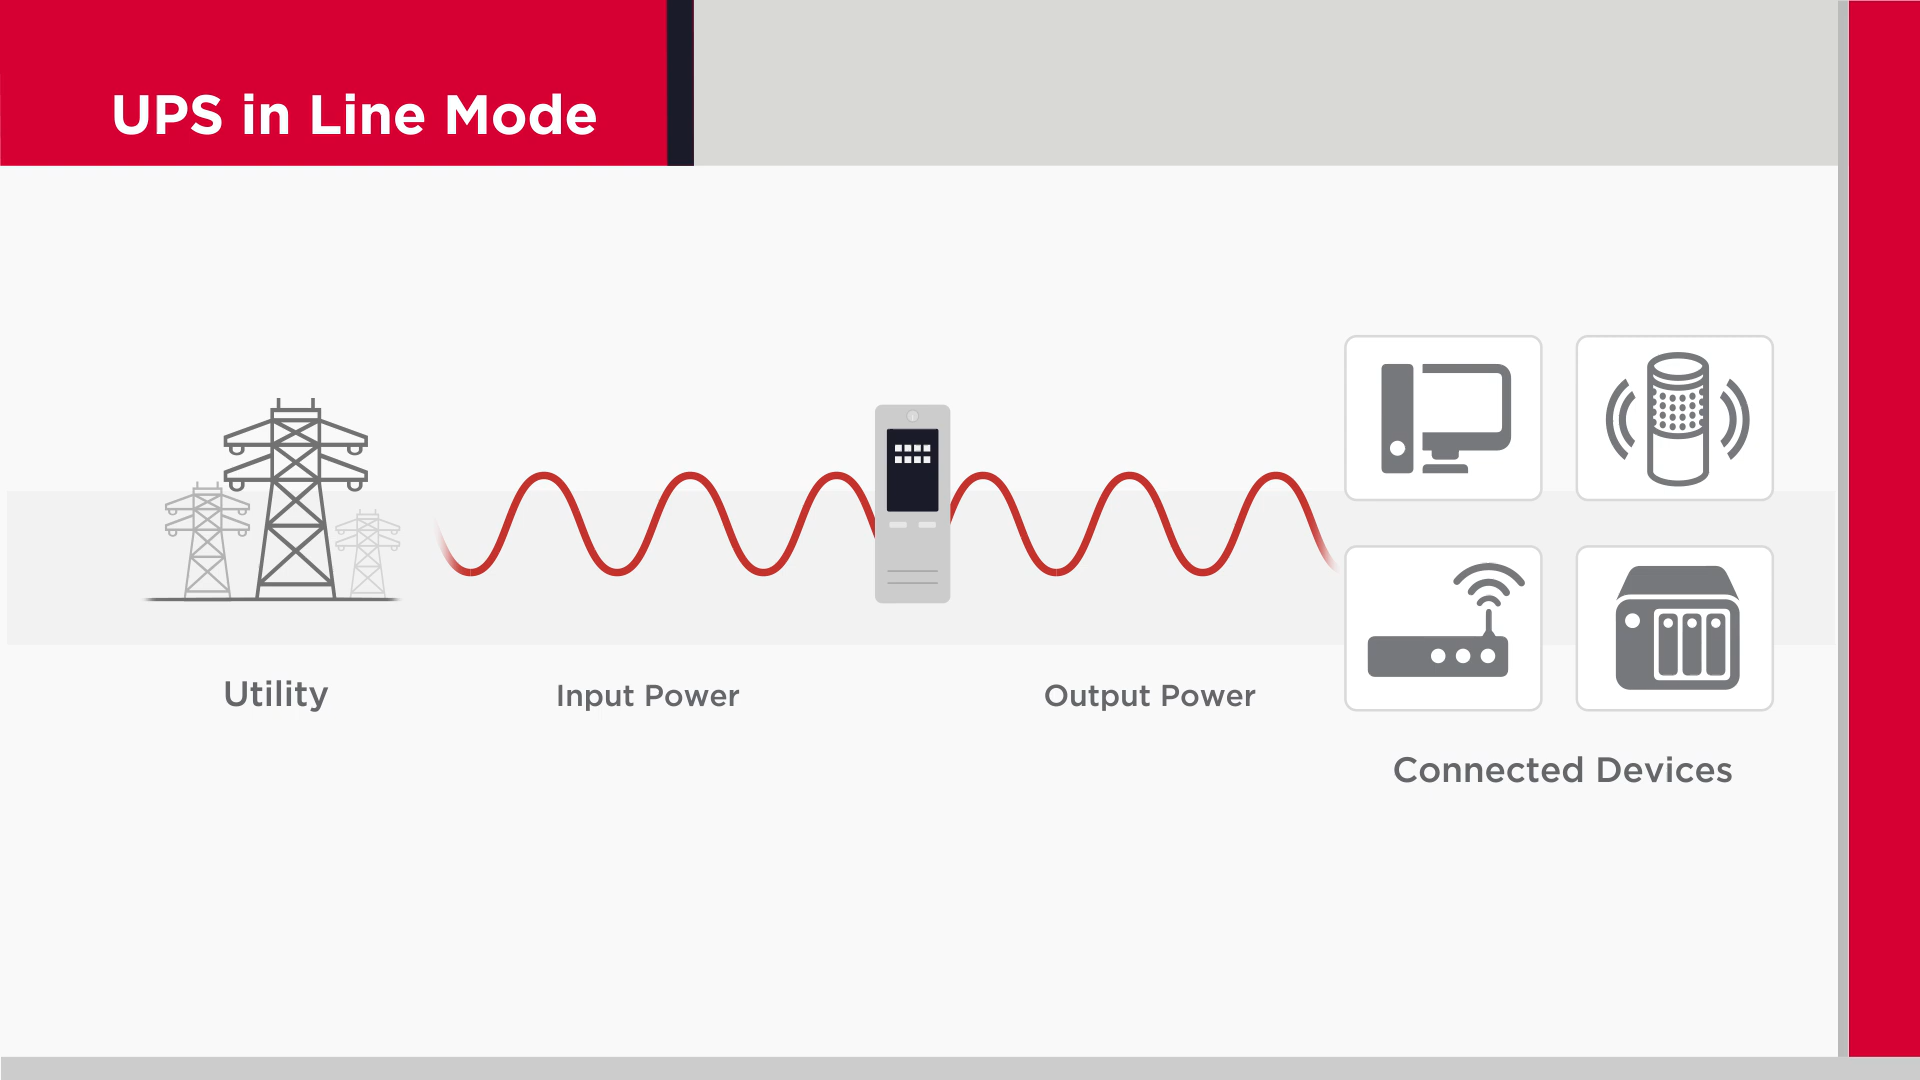 UPS in Line Mode
Utility
Input Power
Output Power
Connected Devices